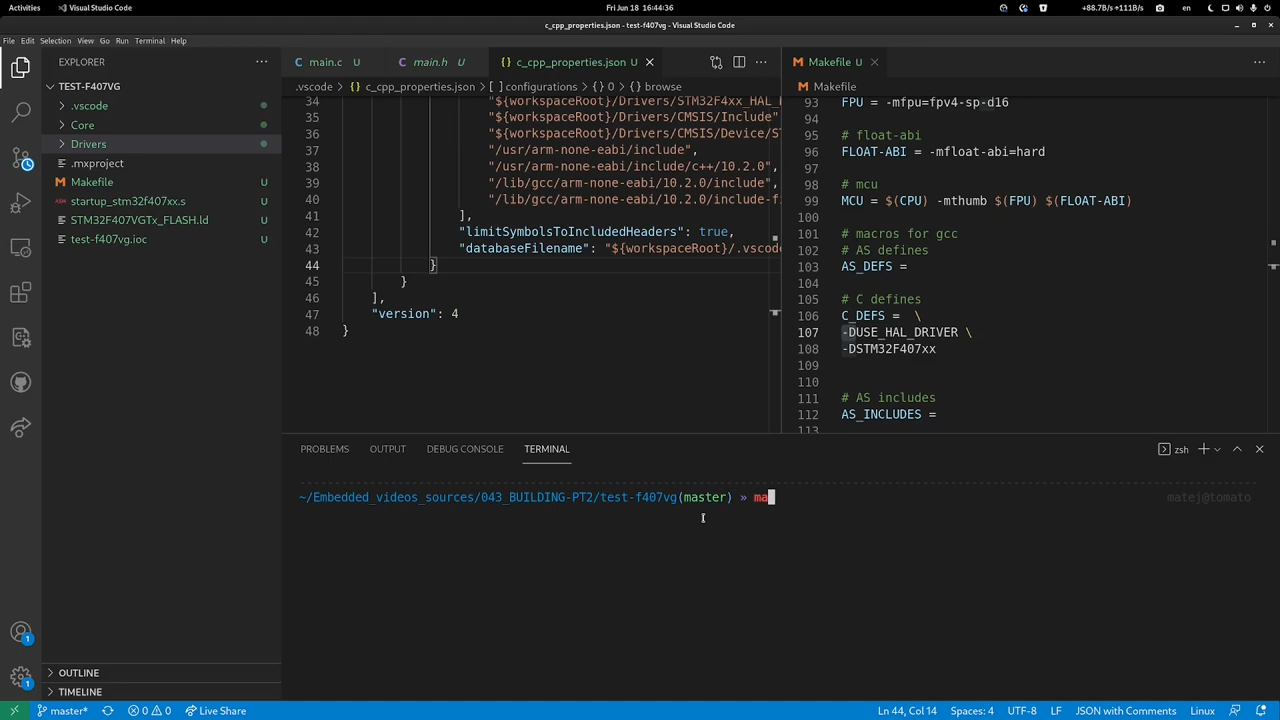 Activities
Visual Studio Code
Fri Jun 18 16:44:36
+88.7B/s +111B/s
en
c_cpp_properties.json - test-f407vg - Visual Studio Code
File Edit Selection View Go Run Terminal Help
EXPLORER
TEST-F407VG
.vscode
Core
Drivers
.mxproject
Makefile U
startup_stm32f407xx.s U
STM32F407VGTx_FLASH.ld U
test-f407vg.ioc U
OUTLINE
TIMELINE
C main.c U
C main.h U
{} c_cpp_properties.json U
.vscode > {} c_cpp_properties.json > [ ] configurations > {} 0 > {} browse
34 "${workspaceRoot}/Drivers/STM32F4xx_HAL_
35 "${workspaceRoot}/Drivers/CMSIS/Include"
36 "${workspaceRoot}/Drivers/CMSIS/Device/ST
37 "/usr/arm-none-eabi/include",
38 "/usr/arm-none-eabi/include/c++/10.2.0",
39 "/lib/gcc/arm-none-eabi/10.2.0/include",
40 "/lib/gcc/arm-none-eabi/10.2.0/include-f
41 ],
42 "limitSymbolsToIncludedHeaders": true,
43 "databaseFilename": "${workspaceRoot}/.vscode
44 }
45 }
46 ],
47 "version": 4
48 }
Makefile U
Makefile
93 FPU = -mfpu=fpv4-sp-d16
94
95 # float-abi
96 FLOAT-ABI = -mfloat-abi=hard
97
98 # mcu
99 MCU = $(CPU) -mthumb $(FPU) $(FLOAT-ABI)
100
101 # macros for gcc
102 # AS defines
103 AS_DEFS =
104
105 # C defines
106 C_DEFS = \
107 -DUSE_HAL_DRIVER \
108 -DSTM32F407xx
109
110
111 # AS includes
112 AS_INCLUDES =
113
PROBLEMS OUTPUT DEBUG CONSOLE TERMINAL
zsh
~/Embedded_videos_sources/043_BUILDING-PT2/test-f407vg(master) » ma
matej@tomato
1
1
master* 0 0 Live Share
Ln 44, Col 14 Spaces: 4 UTF-8 LF JSON with Comments Linux